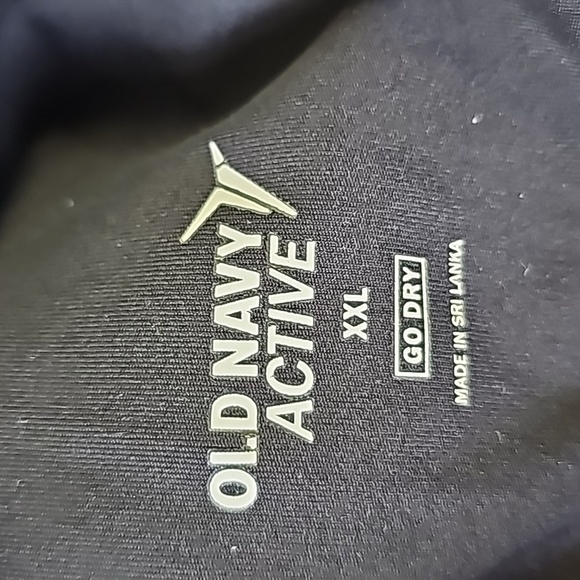 OLD NAVY
ACTIVE
XXL
GO DRY
MADE IN SRI LANKA